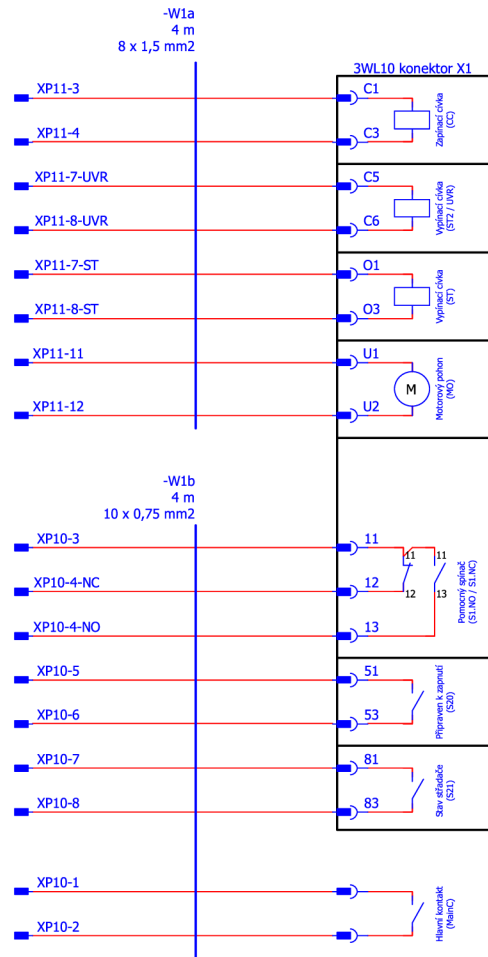 -W1a
4 m
8 x 1,5 mm2
3WL10 konektor X1
XP11-3
C1
XP11-4
C3
Zapínací cívka
(CC)
XP11-7-UVR
C5
XP11-8-UVR
C6
Vypínací cívka
(ST2 / UVR)
XP11-7-ST
O1
XP11-8-ST
O3
Vypínací cívka
(ST)
XP11-11
U1
XP11-12
U2
M
Motorový pohon
(MO)
-W1b
4 m
10 x 0,75 mm2
XP10-3
11
11
11
XP10-4-NC
12
12
13
XP10-4-NO
13
Pomocný spínač
(S1.NO / S1.NC)
XP10-5
51
XP10-6
53
Připraven k zapnutí
(S20)
XP10-7
81
XP10-8
83
Stav střadače
(S21)
XP10-1
XP10-2
Hlavní kontakt
(MainC)